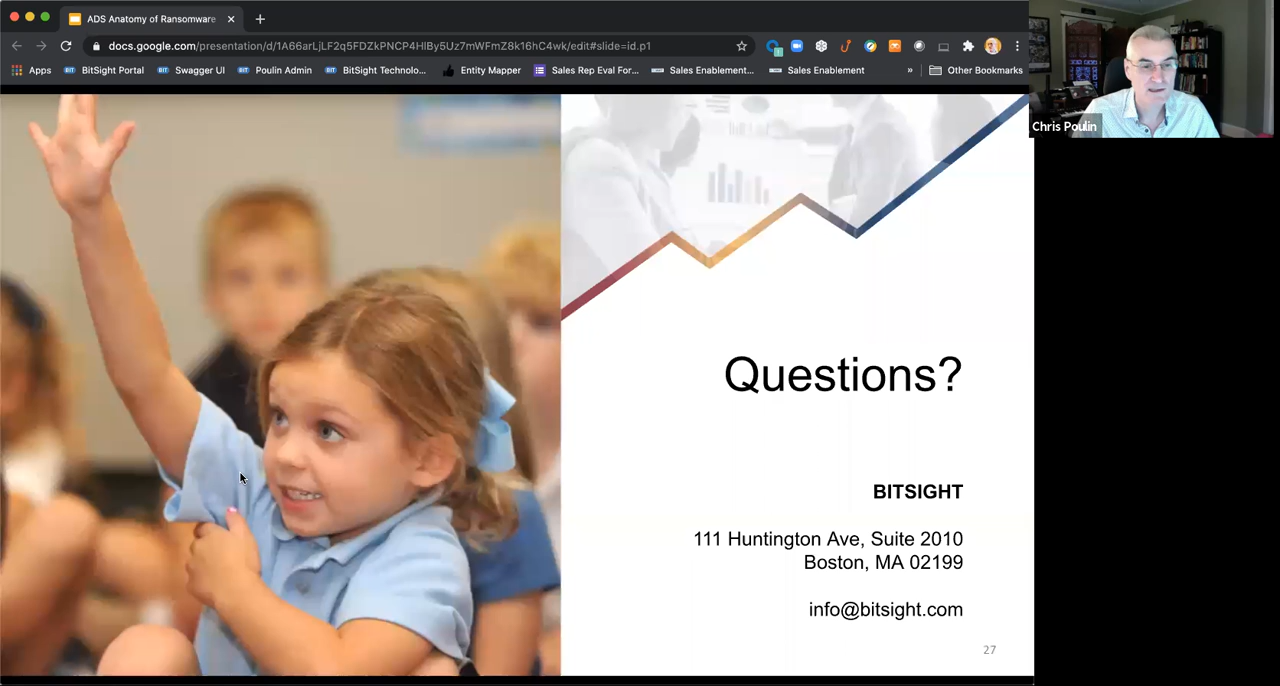 ADS Anatomy of Ransomware
docs.google.com/presentation/d/1A66arLjLF2q5FDZkPNCP4HIBy5Uz7mWFmZ8k16hC4wk/edit#slide=id.p1
Apps BitSight Portal Swagger UI Poulin Admin BitSight Technolo... Entity Mapper Sales Rep Eval For... Sales Enablement... Sales Enablement » Other Bookmarks
Chris Poulin
Questions?
BITSIGHT
111 Huntington Ave, Suite 2010
Boston, MA 02199
info@bitsight.com
27